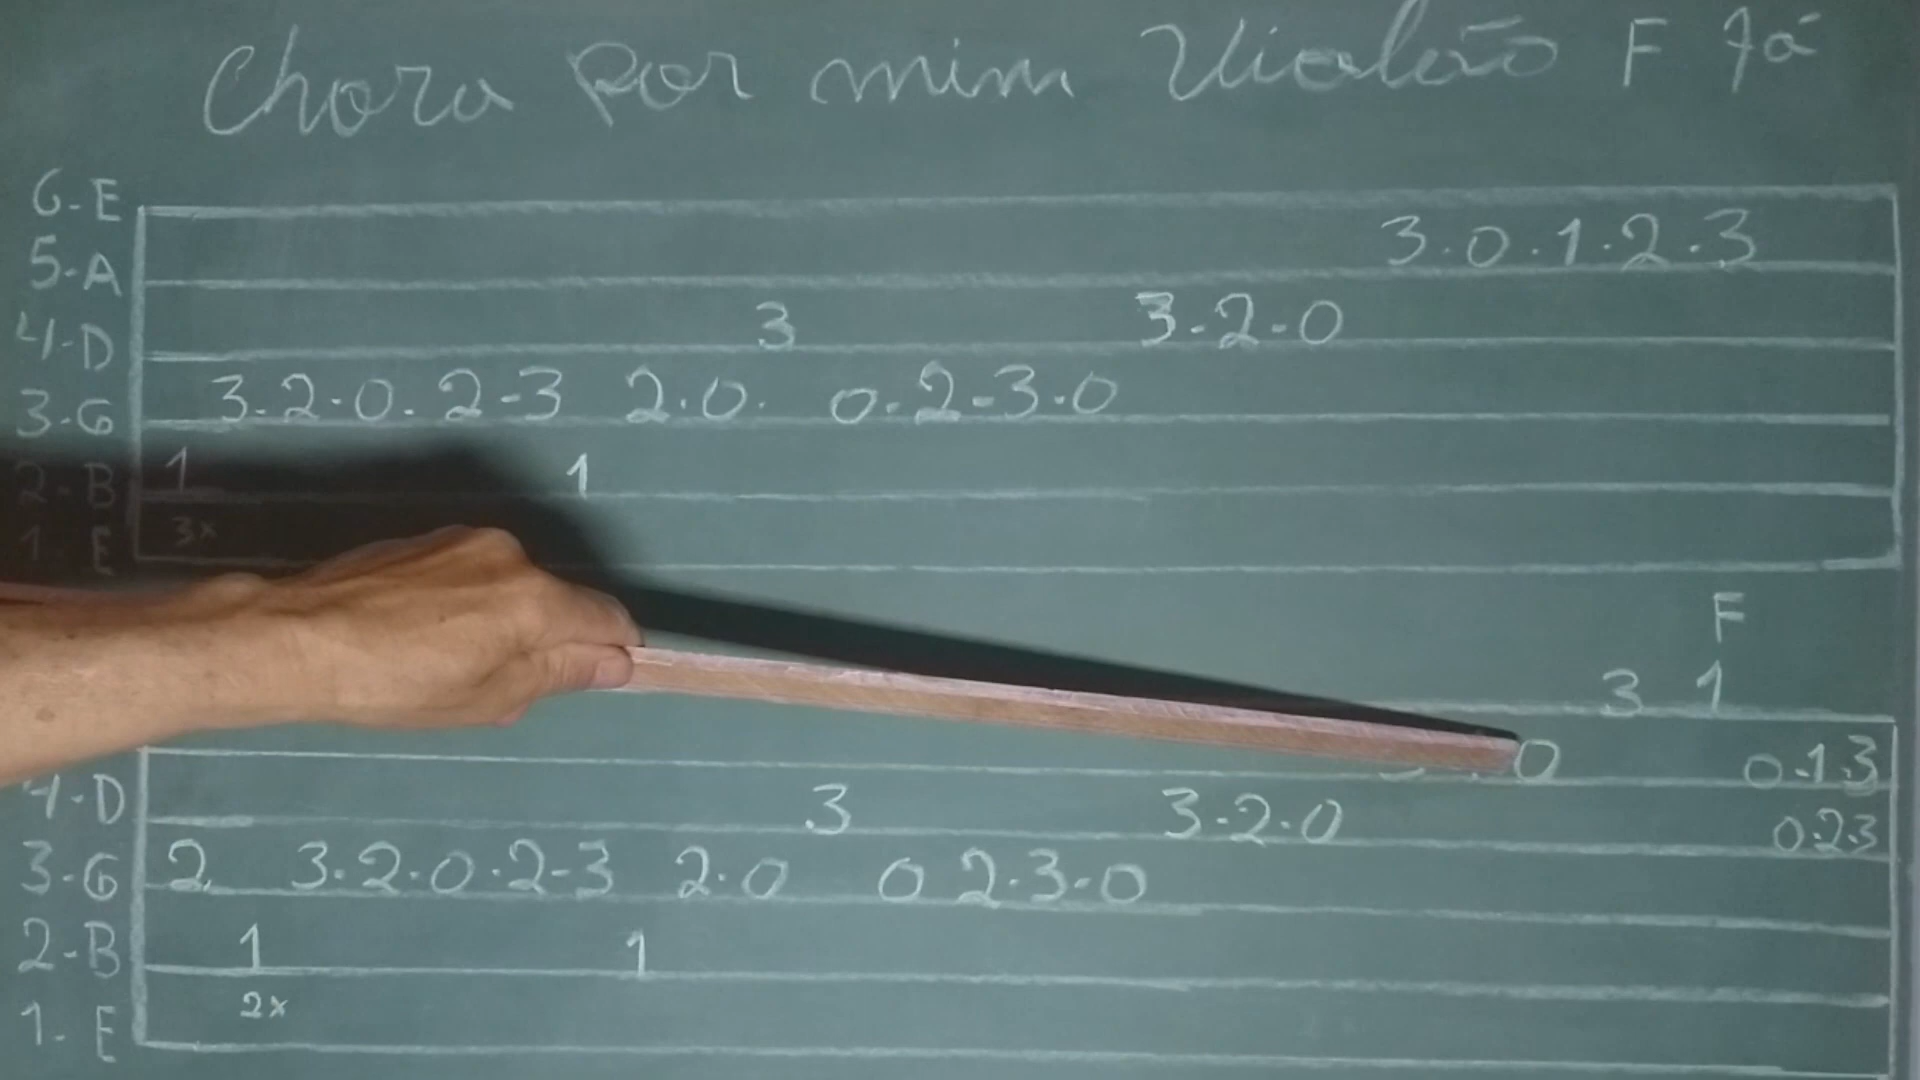 Chora Por mim Violão F Fá
6-E
5-A 3.0.1.2.3
4-D 3 3-2-0
3-G 3.2.0.2-3 2.0. 0.2-3.0
2-B 1 1
1-E 3x
F
3 1
0 0.1.3
4-D 3 3-2-0 0.2.3
3-G 2 3.2.0.2-3 2.0 0 2.3-0
2-B 1 1
1-E 2x